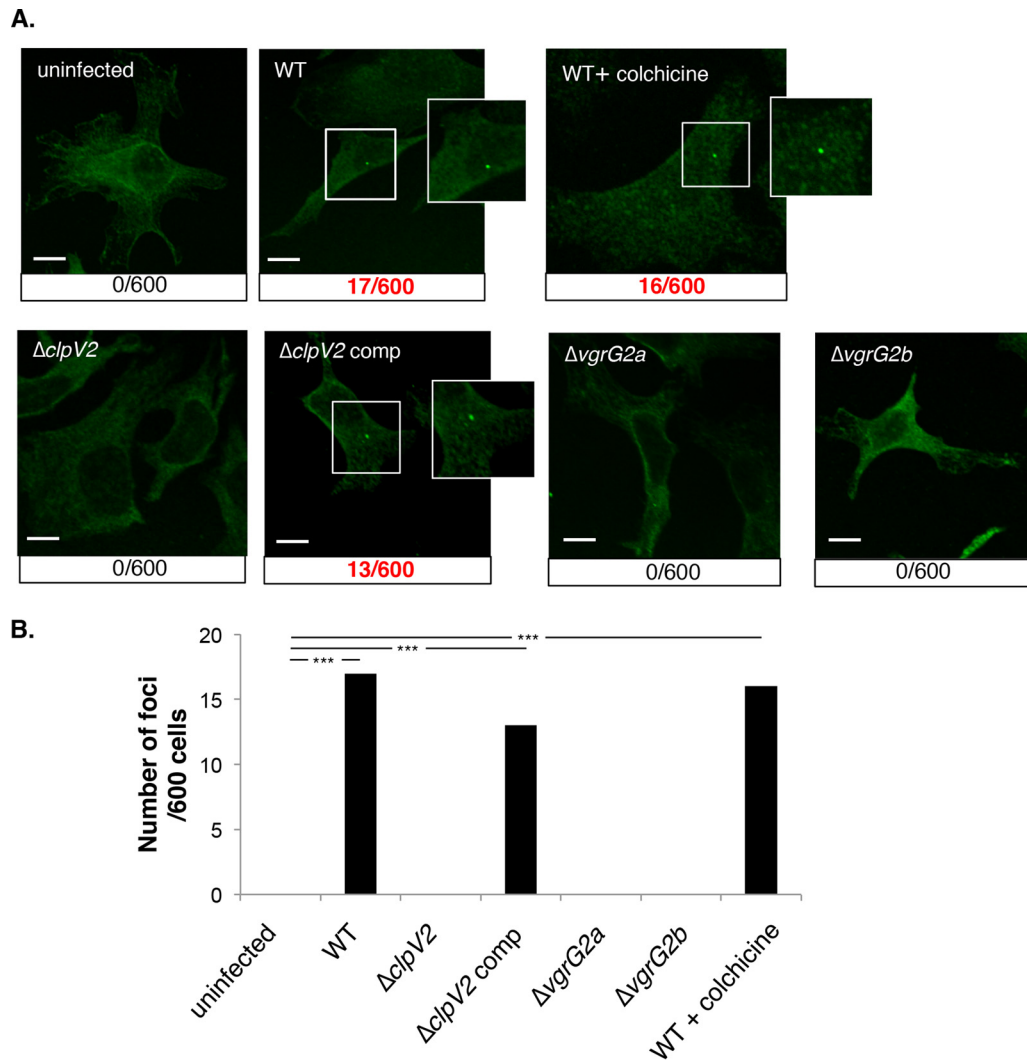 A.
uninfected
WT
WT+ colchicine
0/600
17/600
16/600
ΔclpV2
ΔclpV2 comp
ΔvgrG2a
ΔvgrG2b
0/600
13/600
0/600
0/600
B.
Number of foci
/600 cells
20
15
10
5
0
***
***
***
uninfected
WT
ΔclpV2
ΔclpV2 comp
ΔvgrG2a
ΔvgrG2b
WT + colchicine